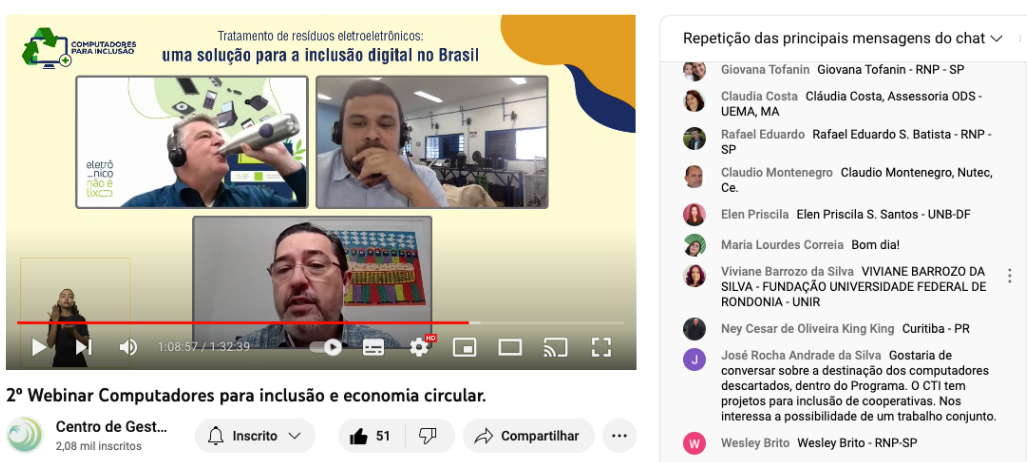 COMPUTADORES
PARA INCLUSÃO
Tratamento de resíduos eletroeletrônicos:
uma solução para a inclusão digital no Brasil
eletrô
_nico
não é
lixo
1:08:57 / 1:32:39
HD
2º Webinar Computadores para inclusão e economia circular.
Centro de Gest...
2,08 mil inscritos
Inscrito
51
Compartilhar
Repetição das principais mensagens do chat
Giovana Tofanin Giovana Tofanin - RNP - SP
Claudia Costa Cláudia Costa, Assessoria ODS -
UEMA, MA
Rafael Eduardo Rafael Eduardo S. Batista - RNP -
SP
Claudio Montenegro Claudio Montenegro, Nutec,
Ce.
Elen Priscila Elen Priscila S. Santos - UNB-DF
Maria Lourdes Correia Bom dia!
Viviane Barrozo da Silva VIVIANE BARROZO DA
SILVA - FUNDAÇÃO UNIVERSIDADE FEDERAL DE
RONDONIA - UNIR
Ney Cesar de Oliveira King King Curitiba - PR
J
José Rocha Andrade da Silva Gostaria de
conversar sobre a destinação dos computadores
descartados, dentro do Programa. O CTI tem
projetos para inclusão de cooperativas. Nos
interessa a possibilidade de um trabalho conjunto.
W
Wesley Brito Wesley Brito - RNP-SP